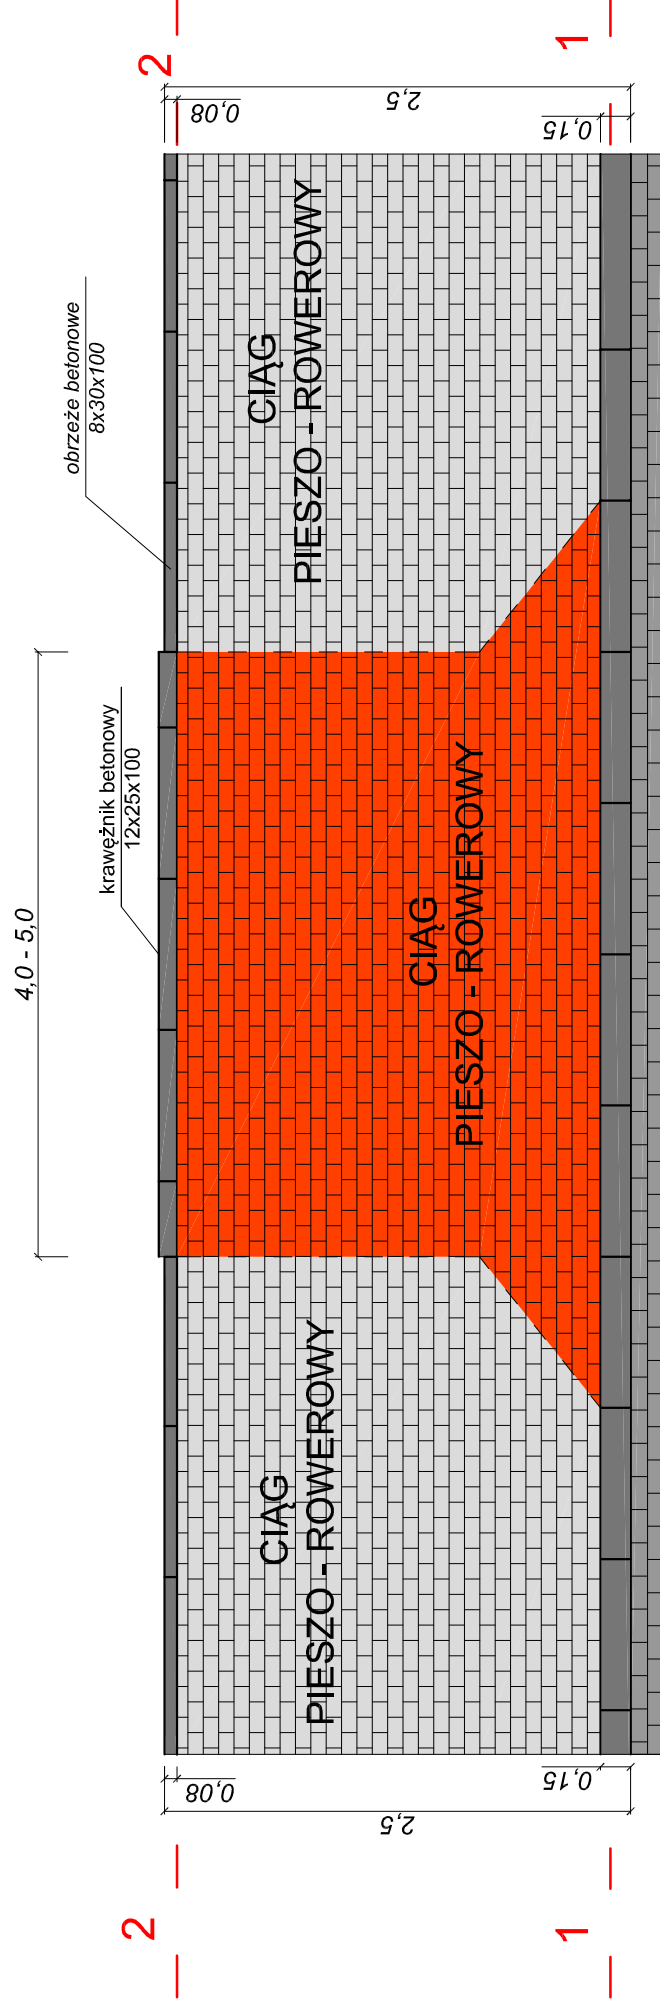 2
1
0,08
2,5
0,15
obrzeże betonowe
8x30x100
CIĄG
PIESZO - ROWEROWY
krawężnik betonowy
12x25x100
4,0 - 5,0
CIĄG
PIESZO - ROWEROWY
CIĄG
PIESZO - ROWEROWY
0,08
2,5
0,15
2
1